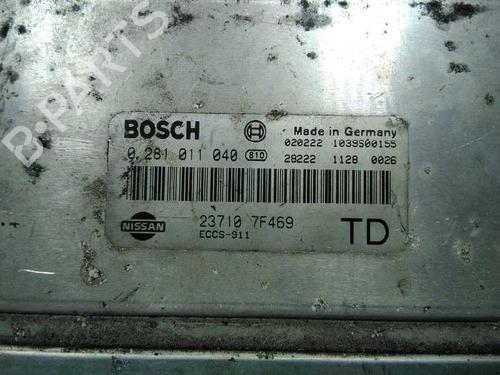 B-PARTS
BOSCH
Made in Germany
020222 1039S00155
0 281 011 040 810
28222 1128 0026
NISSAN
23710 7F469
ECCS-911
TD